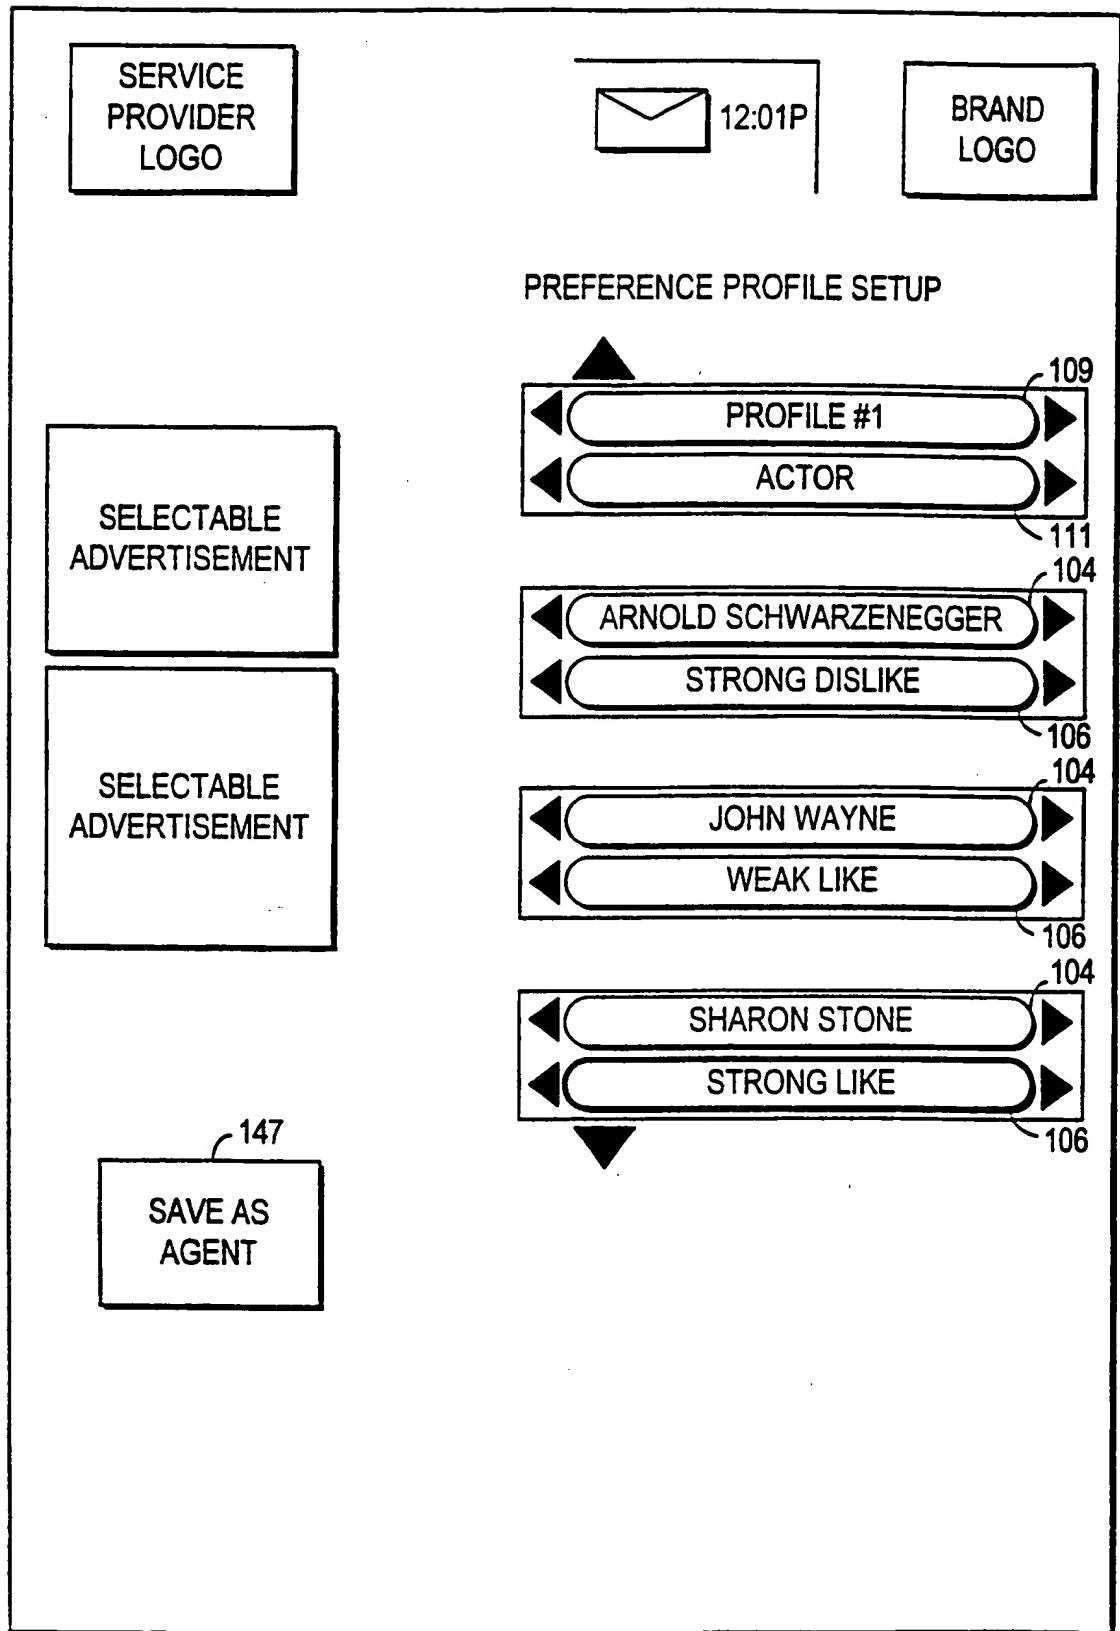 SERVICE
PROVIDER
LOGO
12:01P
BRAND
LOGO
PREFERENCE PROFILE SETUP
109
PROFILE #1
ACTOR
111
SELECTABLE
ADVERTISEMENT
104
ARNOLD SCHWARZENEGGER
STRONG DISLIKE
106
SELECTABLE
ADVERTISEMENT
104
JOHN WAYNE
WEAK LIKE
106
104
SHARON STONE
STRONG LIKE
106
147
SAVE AS
AGENT